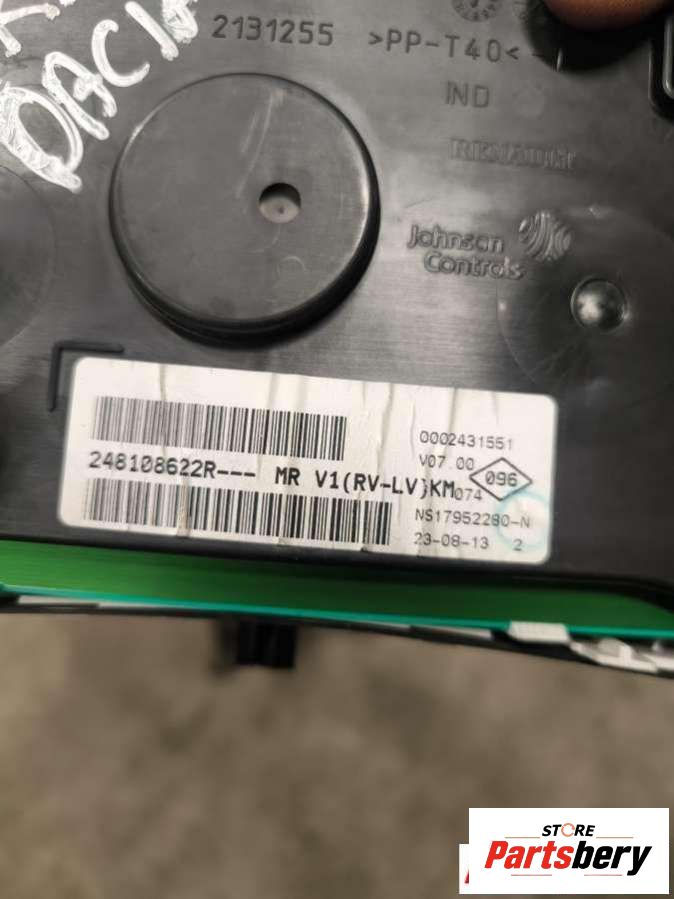 DACIA
2131255 >PP-T40<
IND
RENAULT
Johnson
Controls
0002431551
V07.00
096
248108622R--- MR V1(RV-LV)KM
074
NS17952280-N
23-08-13 2
STORE
Partsbery